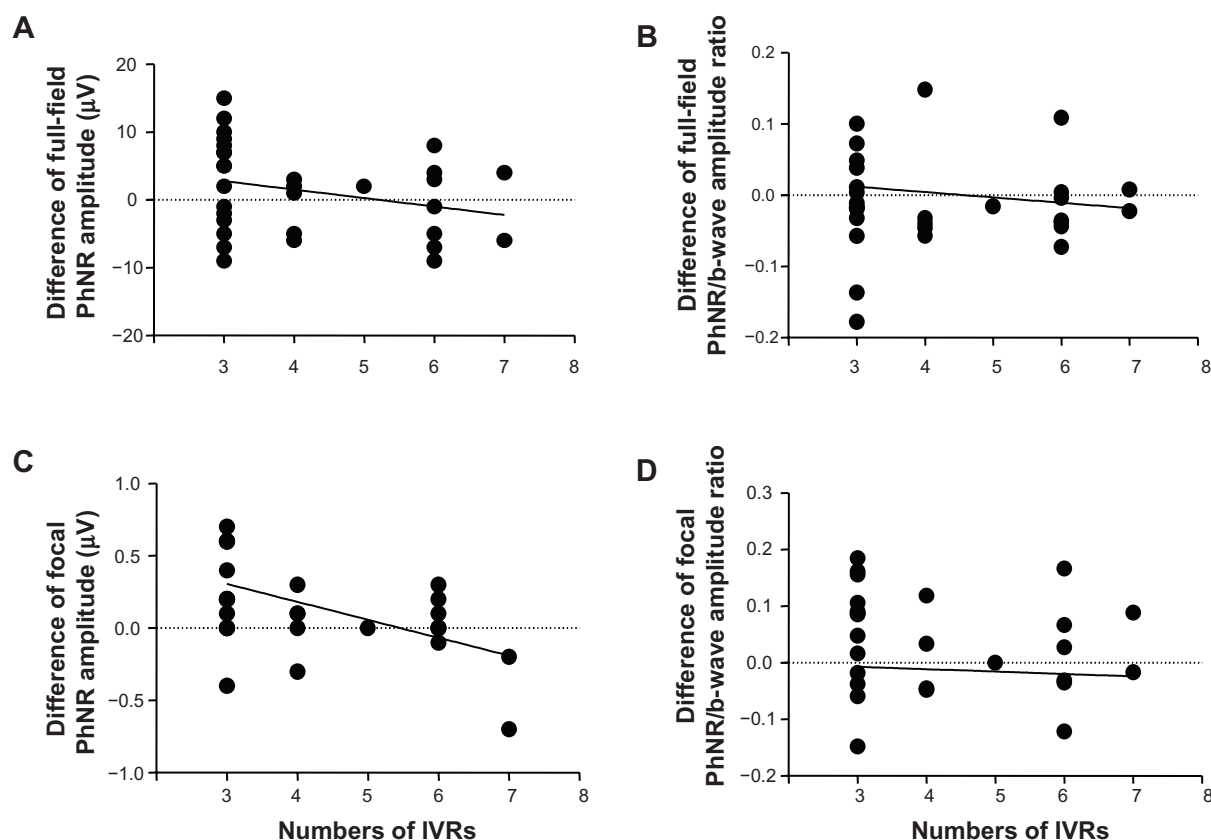 A
Difference of full-field
PhNR amplitude (μV)
20
10
0
−10
−20
3 4 5 6 7 8
B
Difference of full-field
PhNR/b-wave amplitude ratio
0.2
0.1
0.0
−0.1
−0.2
3 4 5 6 7 8
C
Difference of focal
PhNR amplitude (μV)
1.0
0.5
0.0
−0.5
−1.0
3 4 5 6 7 8
Numbers of IVRs
D
Difference of focal
PhNR/b-wave amplitude ratio
0.3
0.2
0.1
0.0
−0.1
−0.2
3 4 5 6 7 8
Numbers of IVRs